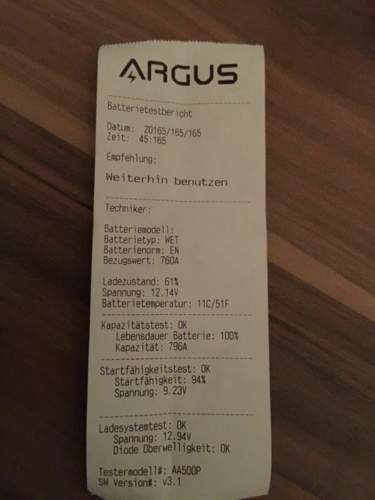 ARGUS
Batterietestbericht
Datum: 20165/165/165
Zeit: 45:165
Empfehlung:
Weiterhin benutzen
Techniker:
Batteriemodell:
Batterietyp: WET
Batterienorm: EN
Bezugswert: 760A
Ladezustand: 61%
Spannung: 12.14V
Batterietemperatur: 11C/51F
Kapazitätstest: OK
Lebensdauer Batterie: 100%
Kapazität: 796A
Startfähigkeitstest: OK
Startfähigkeit: 94%
Spannung: 9.23V
Ladesystemtest: OK
Spannung: 12.94V
Diode Oberwelligkeit: OK
Testermodell#: AA500P
SW Version#: v3.1